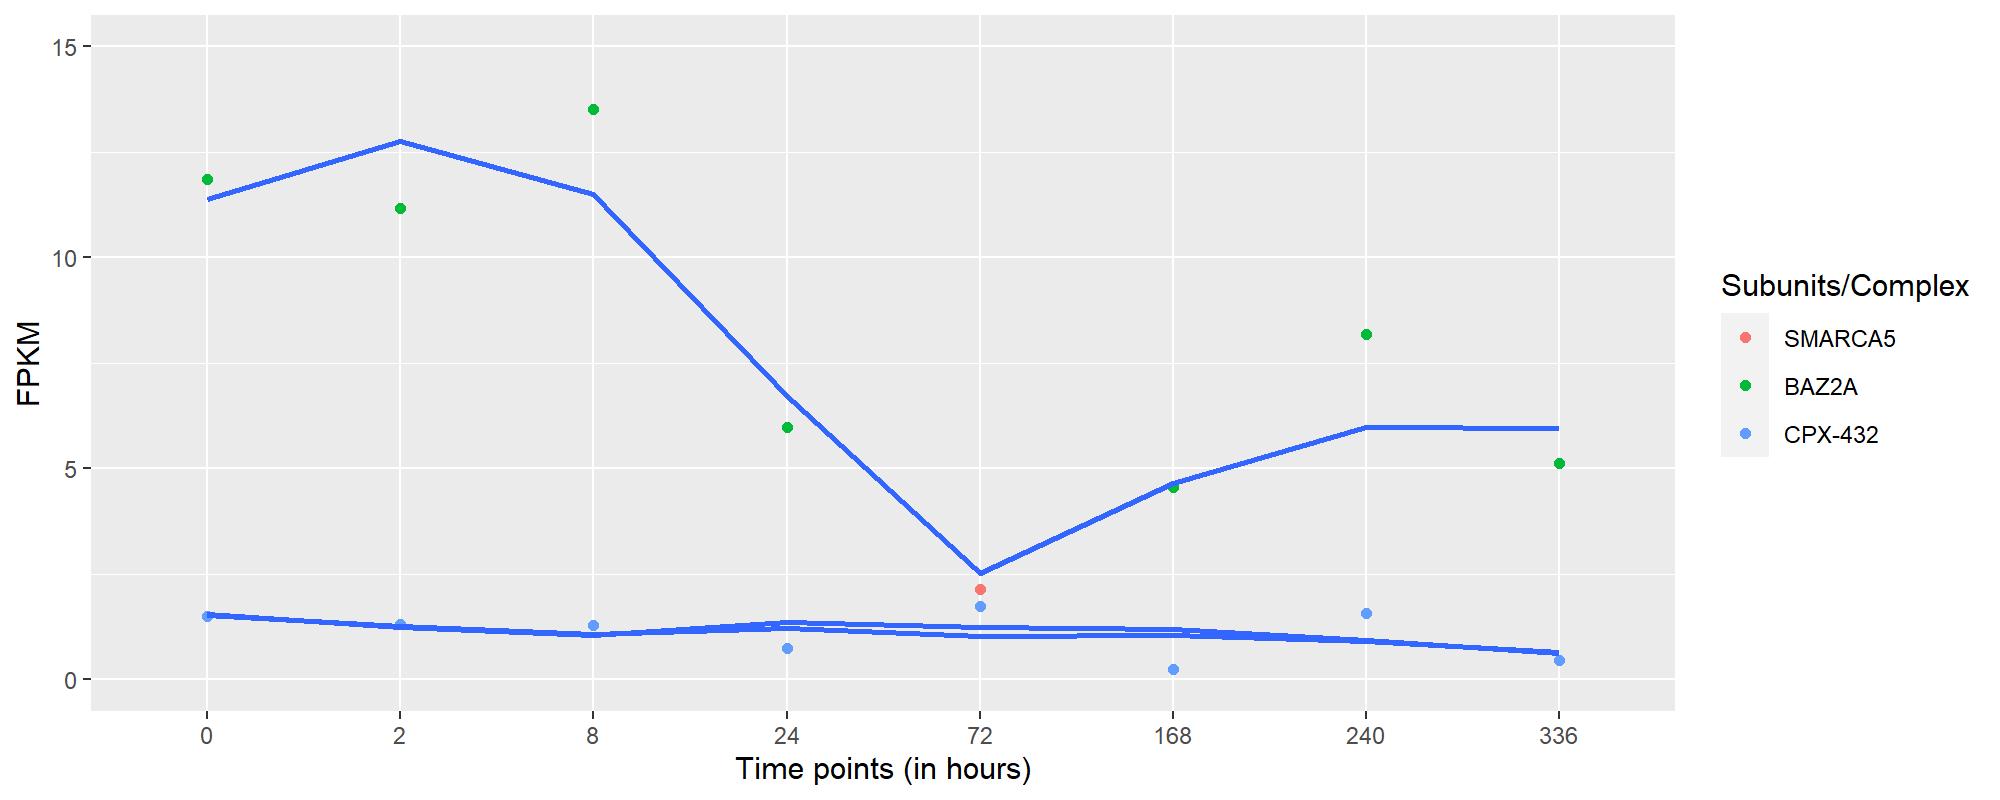 15
10
5
0
FPKM
0 2 8 24 72 168 240 336
Time points (in hours)
Subunits/Complex
SMARCA5
BAZ2A
CPX-432